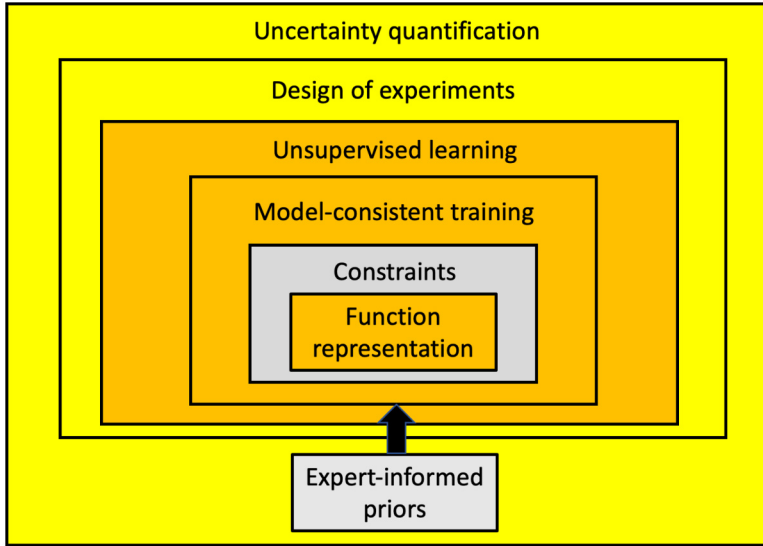 Uncertainty quantification
Design of experiments
Unsupervised learning
Model-consistent training
Constraints
Function
representation
Expert-informed
priors